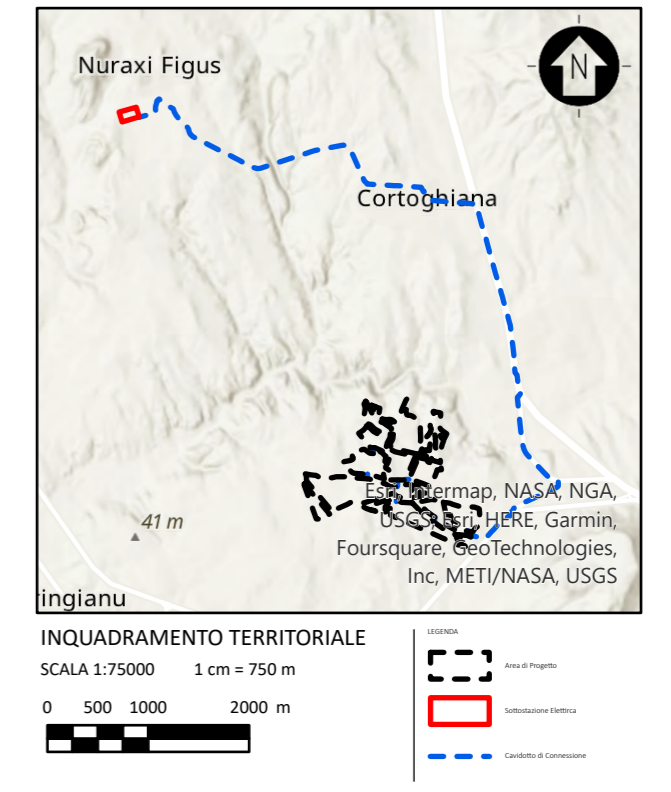 Nuraxi Figus
N
Cortoghiana
Esri, Intermap, NASA, NGA,
USGS; Esri, HERE, Garmin,
Foursquare, GeoTechnologies,
Inc, METI/NASA, USGS
41 m
ringianu
INQUADRAMENTO TERRITORIALE
SCALA 1:75000 1 cm = 750 m
0 500 1000 2000 m
LEGENDA
Area di Progetto
Sottostazione Elettirca
Cavidotto di Connessione